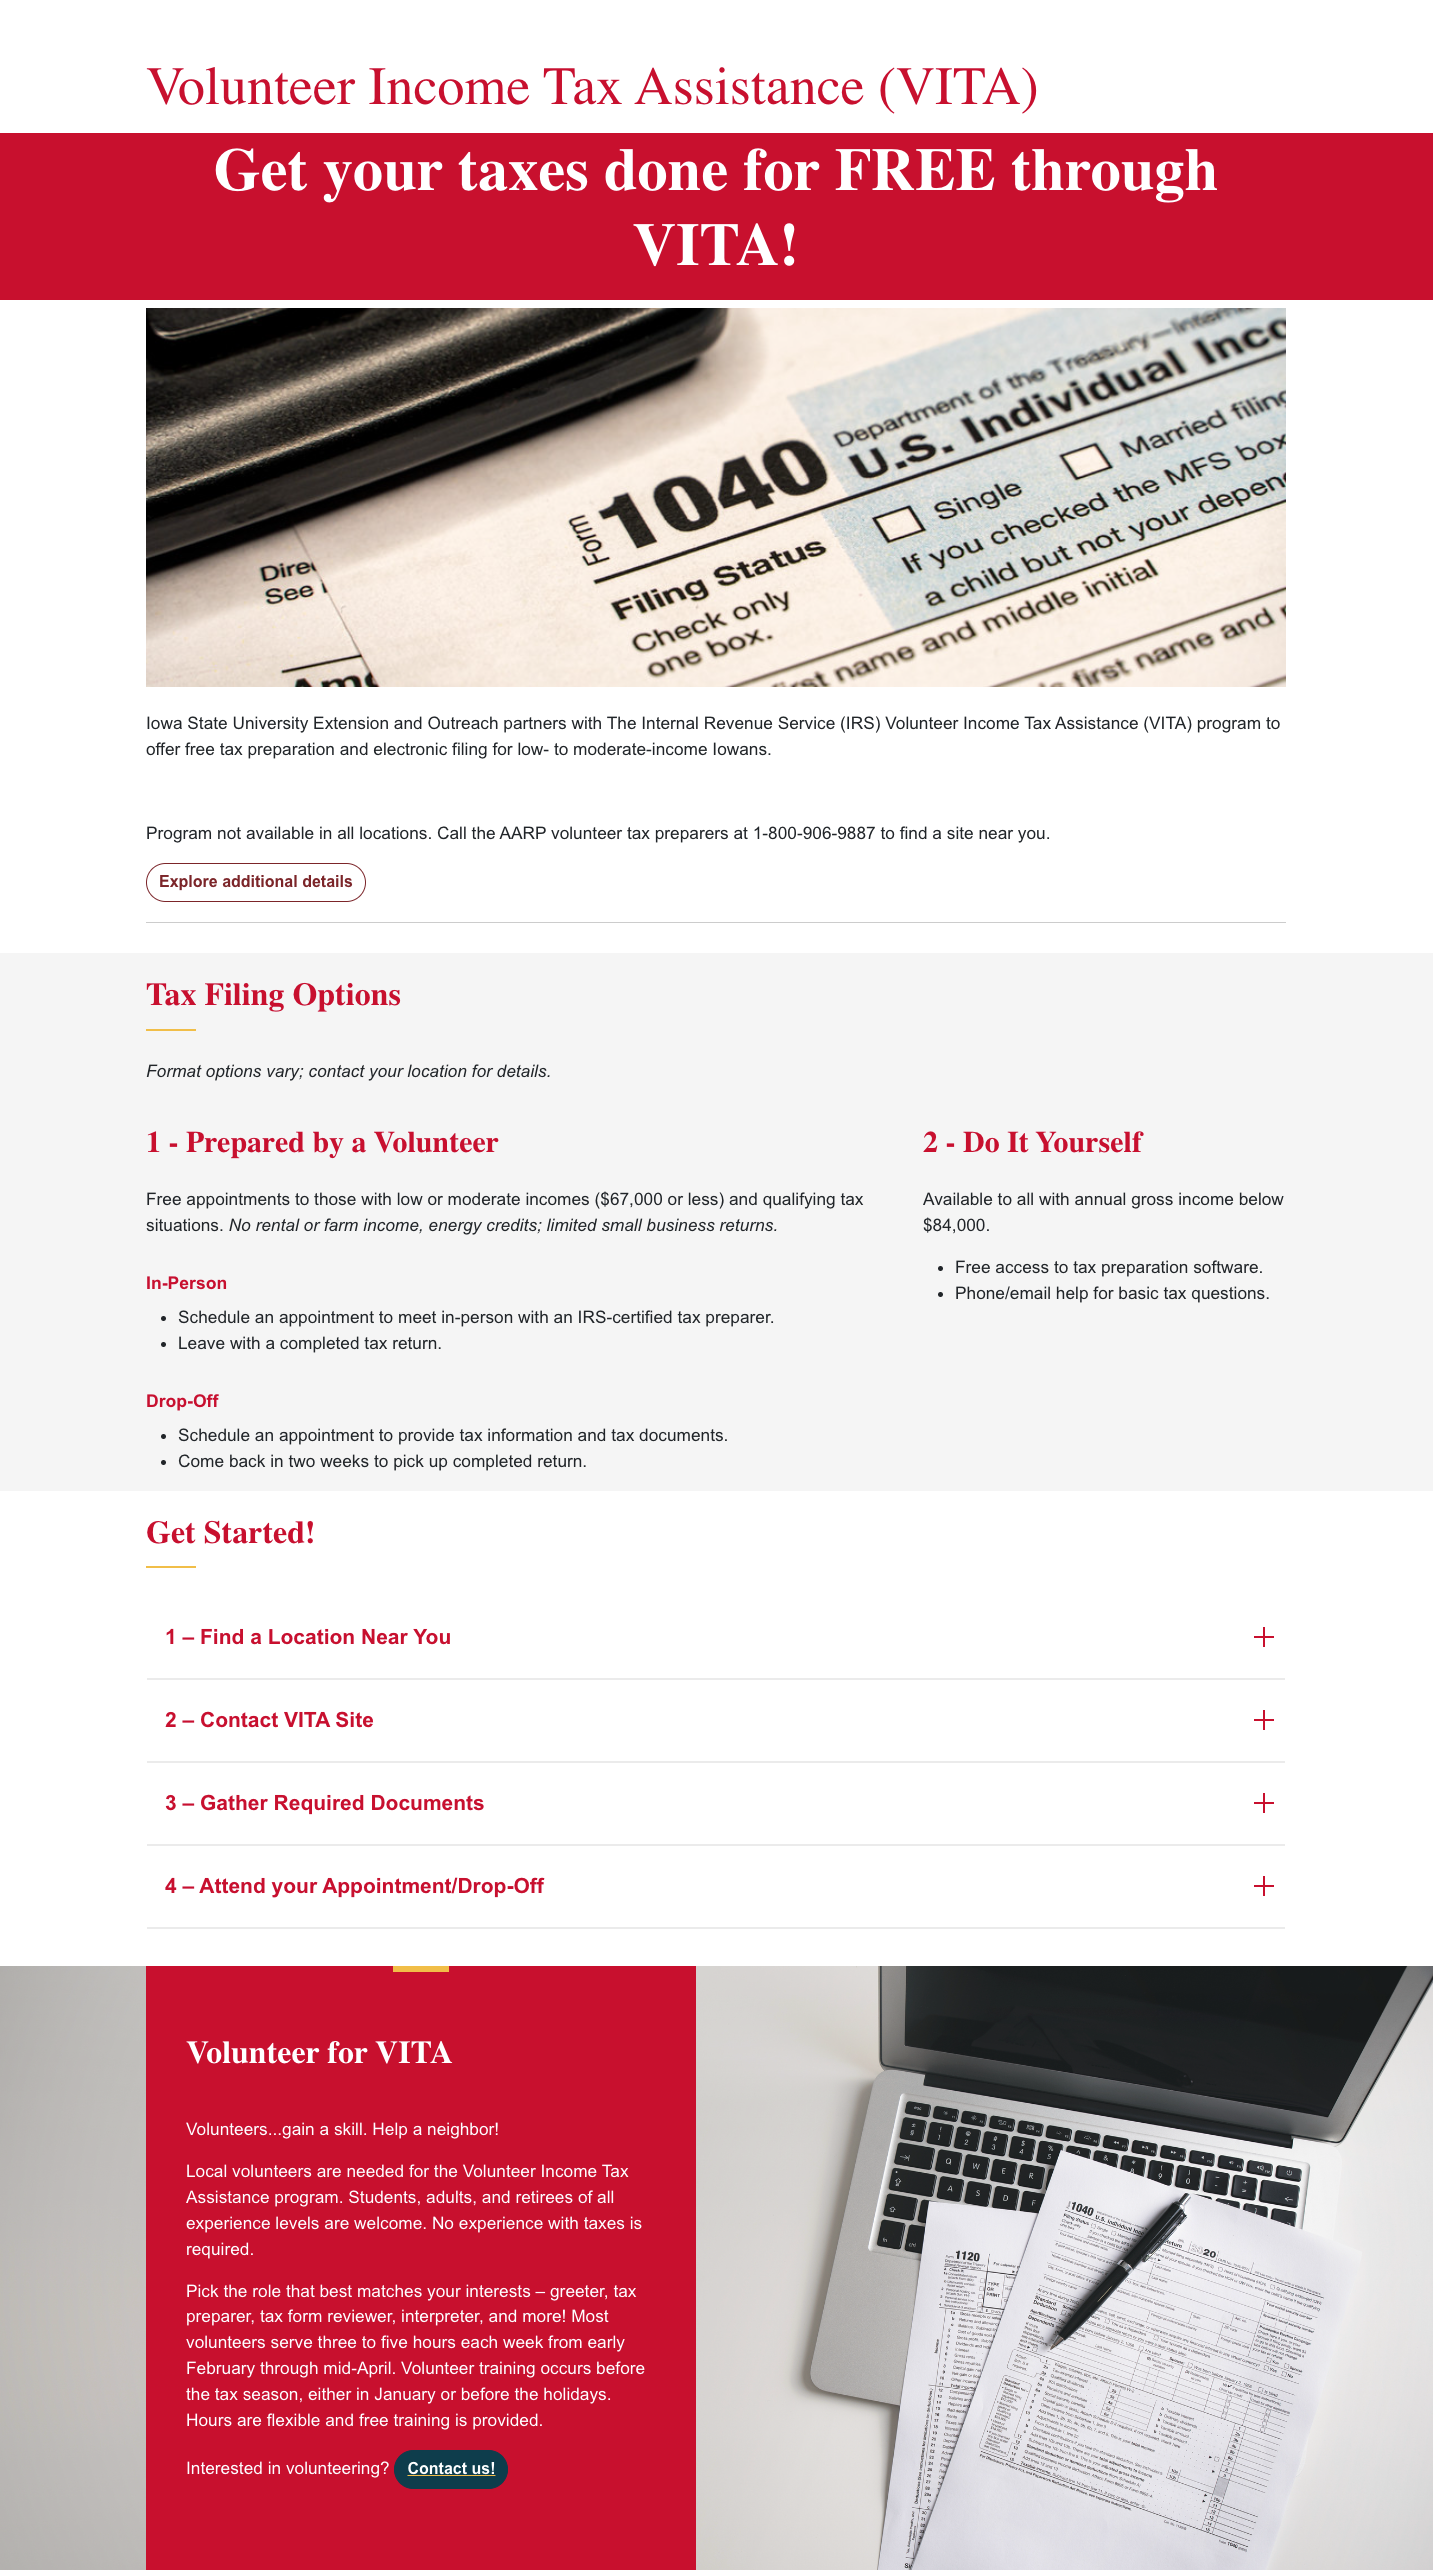 Volunteer Income Tax Assistance (VITA)
Get your taxes done for FREE through
VITA!
Department of the Treasury—Intern
Form 1040 U.S. Individual Inco
Filing Status
Check only
one box.
Single
Married filing
If you checked the MFS box
a child but not your depen
name and middle initial
first name and
Iowa State University Extension and Outreach partners with The Internal Revenue Service (IRS) Volunteer Income Tax Assistance (VITA) program to
offer free tax preparation and electronic filing for low- to moderate-income Iowans.
Program not available in all locations. Call the AARP volunteer tax preparers at 1-800-906-9887 to find a site near you.
Explore additional details
Tax Filing Options
Format options vary; contact your location for details.
1 - Prepared by a Volunteer
Free appointments to those with low or moderate incomes ($67,000 or less) and qualifying tax
situations. No rental or farm income, energy credits; limited small business returns.
In-Person
• Schedule an appointment to meet in-person with an IRS-certified tax preparer.
• Leave with a completed tax return.
Drop-Off
• Schedule an appointment to provide tax information and tax documents.
• Come back in two weeks to pick up completed return.
2 - Do It Yourself
Available to all with annual gross income below
$84,000.
• Free access to tax preparation software.
• Phone/email help for basic tax questions.
Get Started!
1 – Find a Location Near You
2 – Contact VITA Site
3 – Gather Required Documents
4 – Attend your Appointment/Drop-Off
Volunteer for VITA
Volunteers...gain a skill. Help a neighbor!
Local volunteers are needed for the Volunteer Income Tax
Assistance program. Students, adults, and retirees of all
experience levels are welcome. No experience with taxes is
required.
Pick the role that best matches your interests – greeter, tax
preparer, tax form reviewer, interpreter, and more! Most
volunteers serve three to five hours each week from early
February through mid-April. Volunteer training occurs before
the tax season, either in January or before the holidays.
Hours are flexible and free training is provided.
Interested in volunteering? Contact us!
1120
1040 U.S. Individual
2020